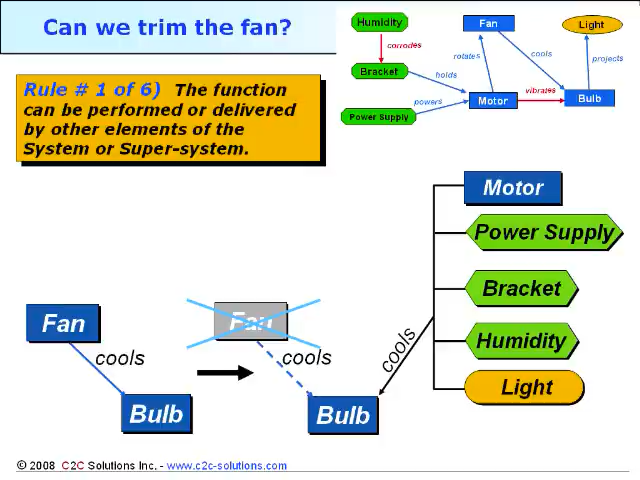 Can we trim the fan?
Humidity
corrodes
Bracket
Power Supply
powers
holds
Fan
rotates
Motor
cools
vibrates
Light
projects
Bulb
Rule # 1 of 6) The function
can be performed or delivered
by other elements of the
System or Super-system.
Fan
cools
Bulb
Fan
cools
Bulb
cools
Motor
Power Supply
Bracket
Humidity
Light
© 2008 C2C Solutions Inc. - www.c2c-solutions.com